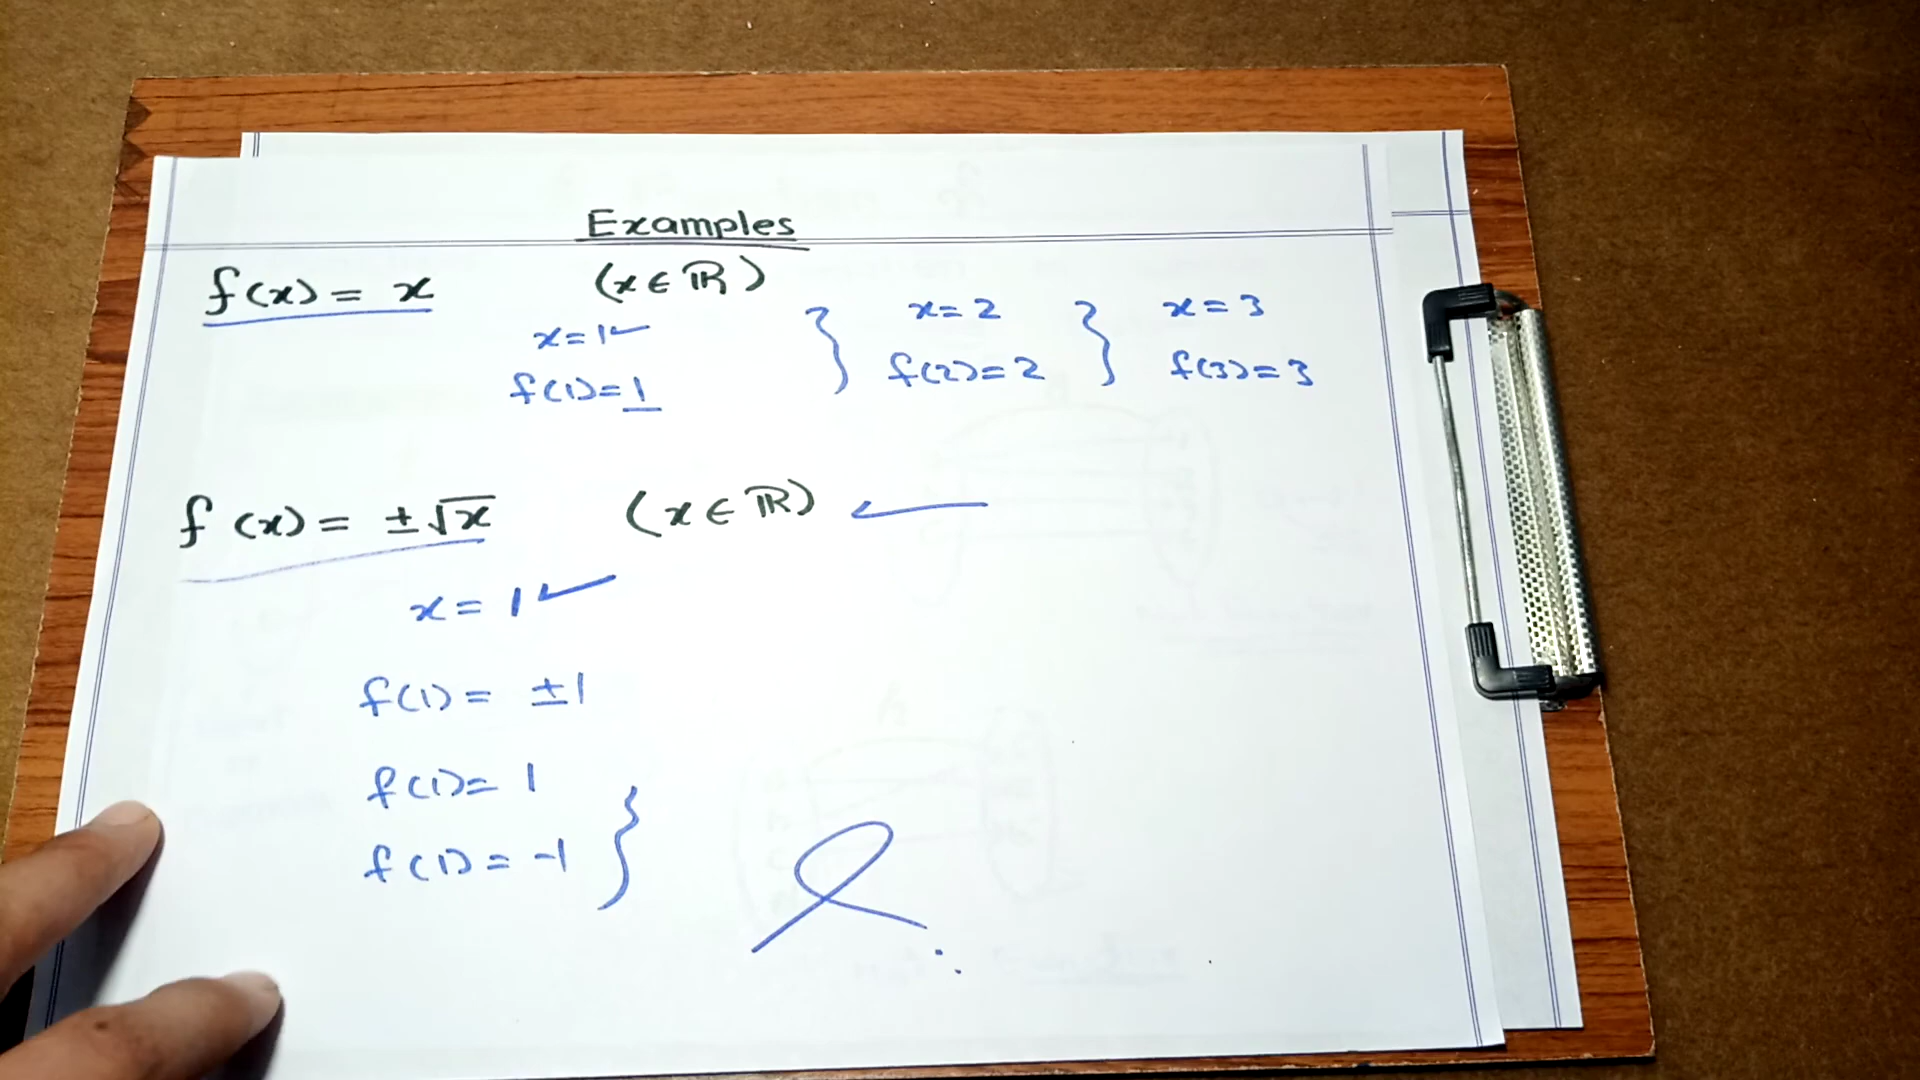 Examples
f(x) = x (x ∈ ℝ)
x = 1 } x = 2 } x = 3
f(1) = 1 f(2) = 2 f(3) = 3
f(x) = ±√x (x ∈ ℝ)
x = 1
f(1) = ±1
f(1) = 1
f(1) = -1 }